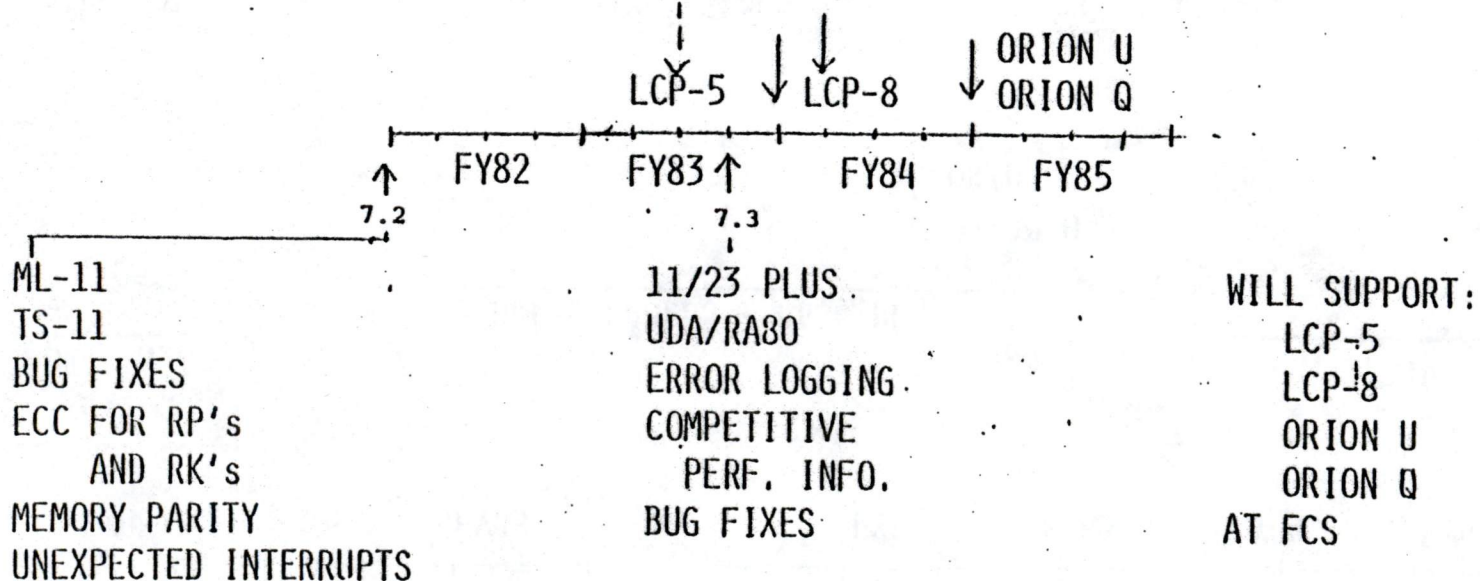 ORION U
LCP-5 LCP-8 ORION Q
FY82 FY83 FY84 FY85
7.2 7.3
ML-11
TS-11
BUG FIXES
ECC FOR RP's
AND RK's
MEMORY PARITY
UNEXPECTED INTERRUPTS
11/23 PLUS
UDA/RA80
ERROR LOGGING
COMPETITIVE
PERF. INFO.
BUG FIXES
WILL SUPPORT:
LCP-5
LCP-8
ORION U
ORION Q
AT FCS